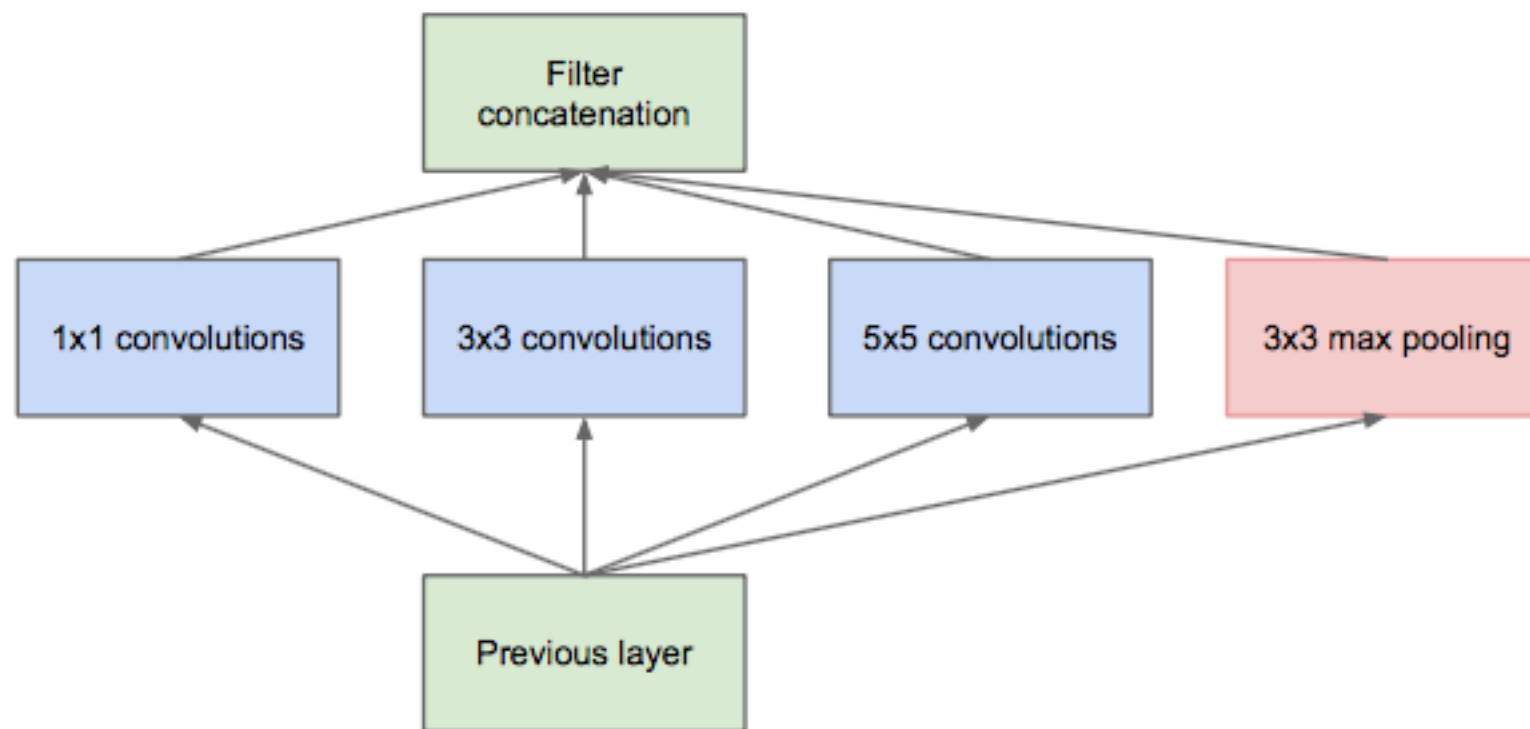 Filter
concatenation
1x1 convolutions
3x3 convolutions
5x5 convolutions
3x3 max pooling
Previous layer